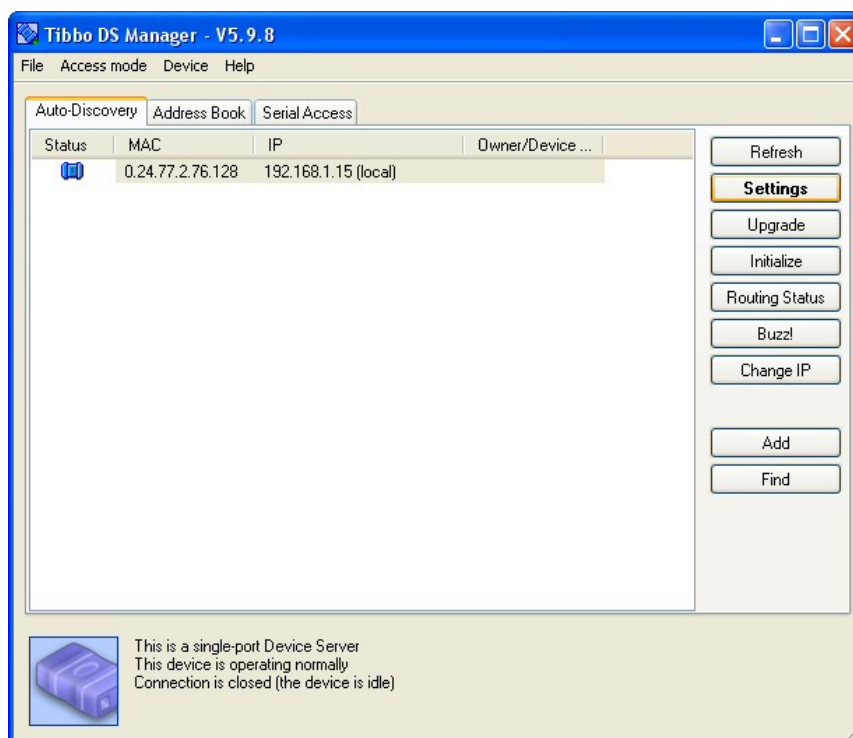 Tibbo DS Manager - V5.9.8
File Access mode Device Help
Auto-Discovery Address Book Serial Access
Status MAC IP Owner/Device ...
0.24.77.2.76.128 192.168.1.15 (local)
Refresh
Settings
Upgrade
Initialize
Routing Status
Buzz!
Change IP
Add
Find
This is a single-port Device Server
This device is operating normally
Connection is closed (the device is idle)